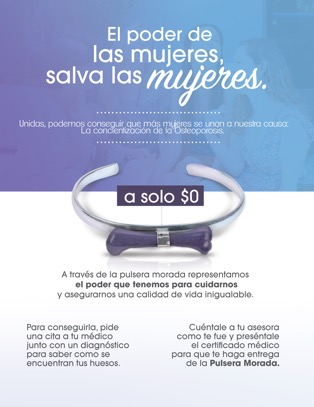 El poder de
las mujeres,
salva las mujeres.
Unidas, podemos conseguir que más mujeres se unan a nuestra causa:
La concientización de la Osteoporosis.
a solo $0
A través de la pulsera morada representamos
el poder que tenemos para cuidarnos
y asegurarnos una calidad de vida inigualable.
Para conseguirla, pide
una cita a tu médico
junto con un diagnóstico
para saber como se
encuentran tus huesos.
Cuéntale a tu asesora
como te fue y preséntale
el certificado médico
para que te haga entrega
de la Pulsera Morada.